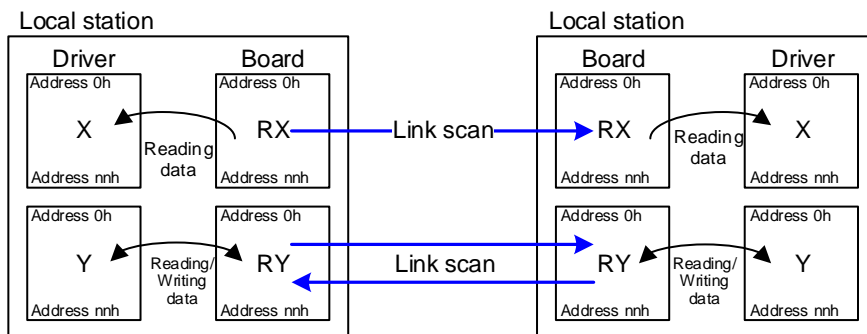 Local station
Local station
Driver
Board
Board
Driver
Address 0h
Address 0h
Address 0h
Address 0h
X
RX
Link scan
RX
X
Reading
data
Reading
data
Address nnh
Address nnh
Address nnh
Address nnh
Address 0h
Address 0h
Address 0h
Address 0h
Y
RY
Link scan
RY
Y
Reading/
Writing
data
Reading/
Writing
data
Address nnh
Address nnh
Address nnh
Address nnh